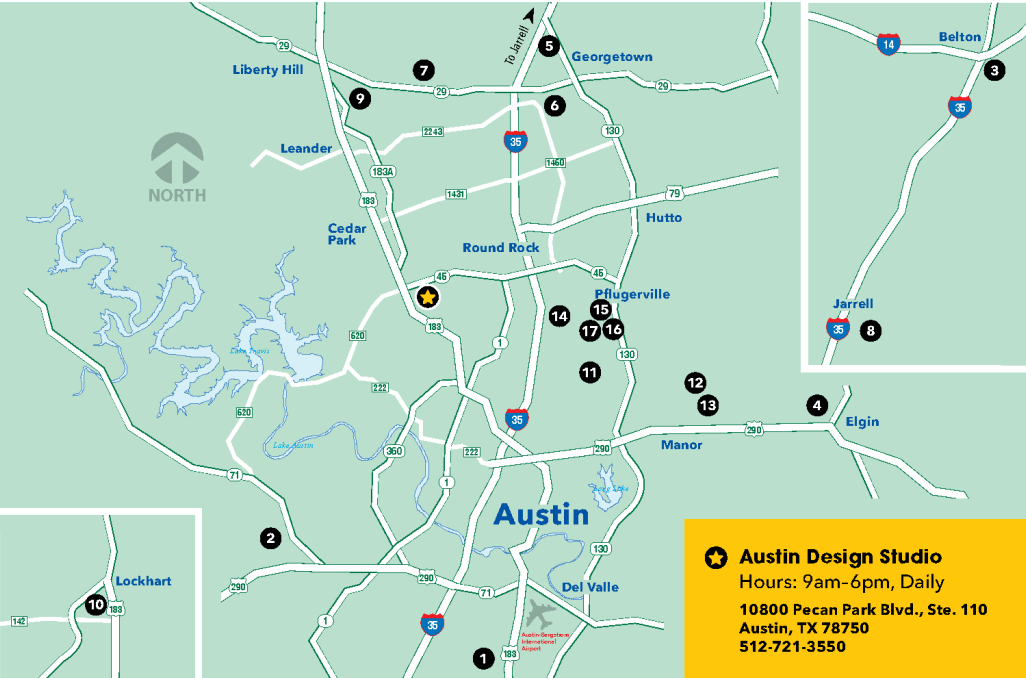 29
Liberty Hill
7
29
9
To Jarrell
5
Georgetown
29
6
2243
35
130
Leander
183A
1460
NORTH
183
1431
79
Cedar
Park
Hutto
Round Rock
45
45
Pflugerville
14
15
17
16
183
620
1
130
Lake Travis
222
11
12
13
4
Elgin
620
35
290
Manor
290
Lake Austin
360
222
71
1
Austin
2
130
290
290
71
Del Valle
1
35
Austin-Bergstrom
International
Airport
1
183
14
Belton
3
35
Jarrell
35
8
Lockhart
10
183
142
Austin Design Studio
Hours: 9am–6pm, Daily
10800 Pecan Park Blvd., Ste. 110
Austin, TX 78750
512-721-3550